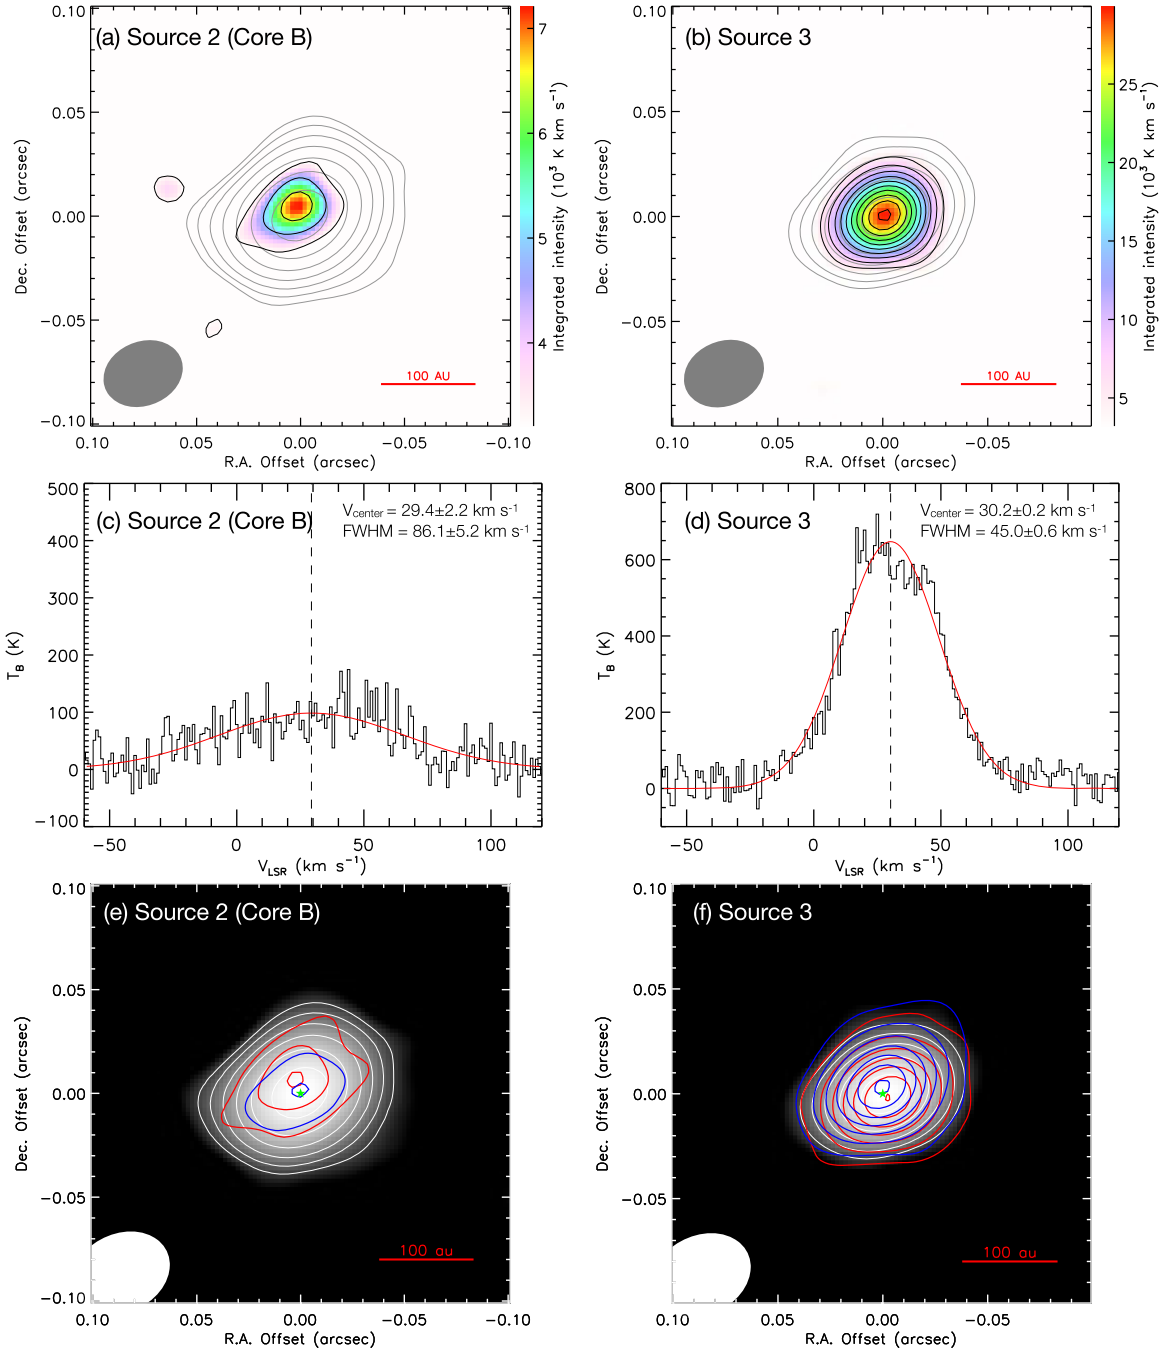 (a) Source 2 (Core B)
0.10
0.05
0.00
−0.05
−0.10
Dec. Offset (arcsec)
100 AU
0.10 0.05 0.00 −0.05 −0.10
R.A. Offset (arcsec)
7
6
5
4
Integrated intensity (10³ K km s⁻¹)
(b) Source 3
0.10
0.05
0.00
−0.05
Dec. Offset (arcsec)
100 AU
0.10 0.05 0.00 −0.05
R.A. Offset (arcsec)
25
20
15
10
5
Integrated intensity (10³ K km s⁻¹)
(c) Source 2 (Core B)
V_center = 29.4±2.2 km s⁻¹
FWHM = 86.1±5.2 km s⁻¹
500
400
300
200
100
0
−100
T_B (K)
−50 0 50 100
V_LSR (km s⁻¹)
(d) Source 3
V_center = 30.2±0.2 km s⁻¹
FWHM = 45.0±0.6 km s⁻¹
800
600
400
200
0
T_B (K)
−50 0 50 100
V_LSR (km s⁻¹)
(e) Source 2 (Core B)
0.10
0.05
0.00
−0.05
−0.10
Dec. Offset (arcsec)
100 au
0.10 0.05 0.00 −0.05 −0.10
R.A. Offset (arcsec)
(f) Source 3
0.10
0.05
0.00
−0.05
Dec. Offset (arcsec)
100 au
0.10 0.05 0.00 −0.05
R.A. Offset (arcsec)